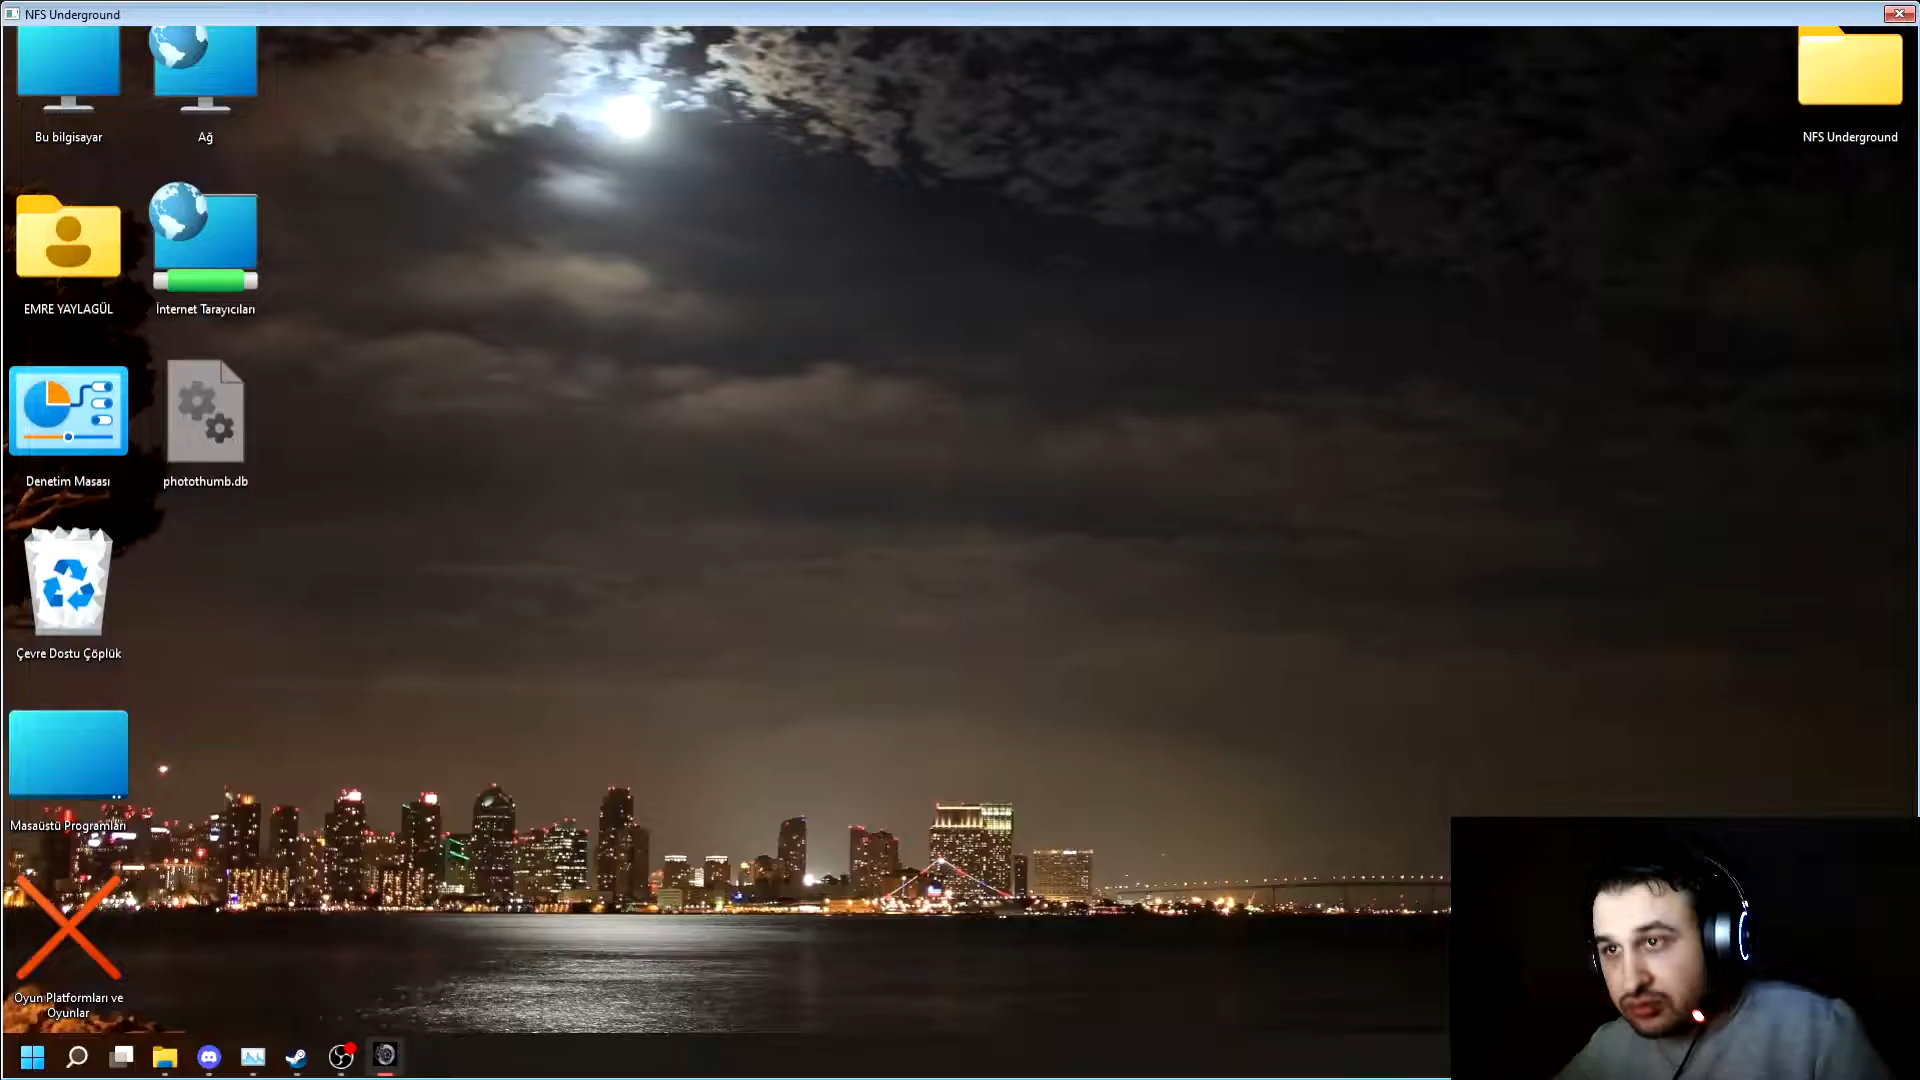 NFS Underground
Bu bilgisayar
Ağ
NFS Underground
EMRE YAYLAGÜL
İnternet Tarayıcıları
Denetim Masası
photothumb.db
Çevre Dostu Çöplük
Masaüstü Programları
Oyun Platformları ve
Oyunlar